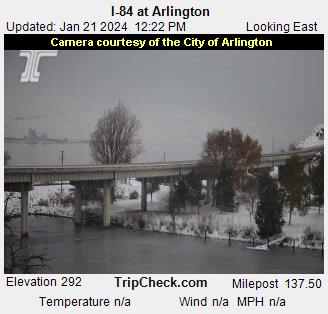 I-84 at Arlington
Updated: Jan 21 2024 12:22 PM Looking East
Camera courtesy of the City of Arlington
Elevation 292 TripCheck.com Milepost 137.50
Temperature n/a Wind n/a MPH n/a